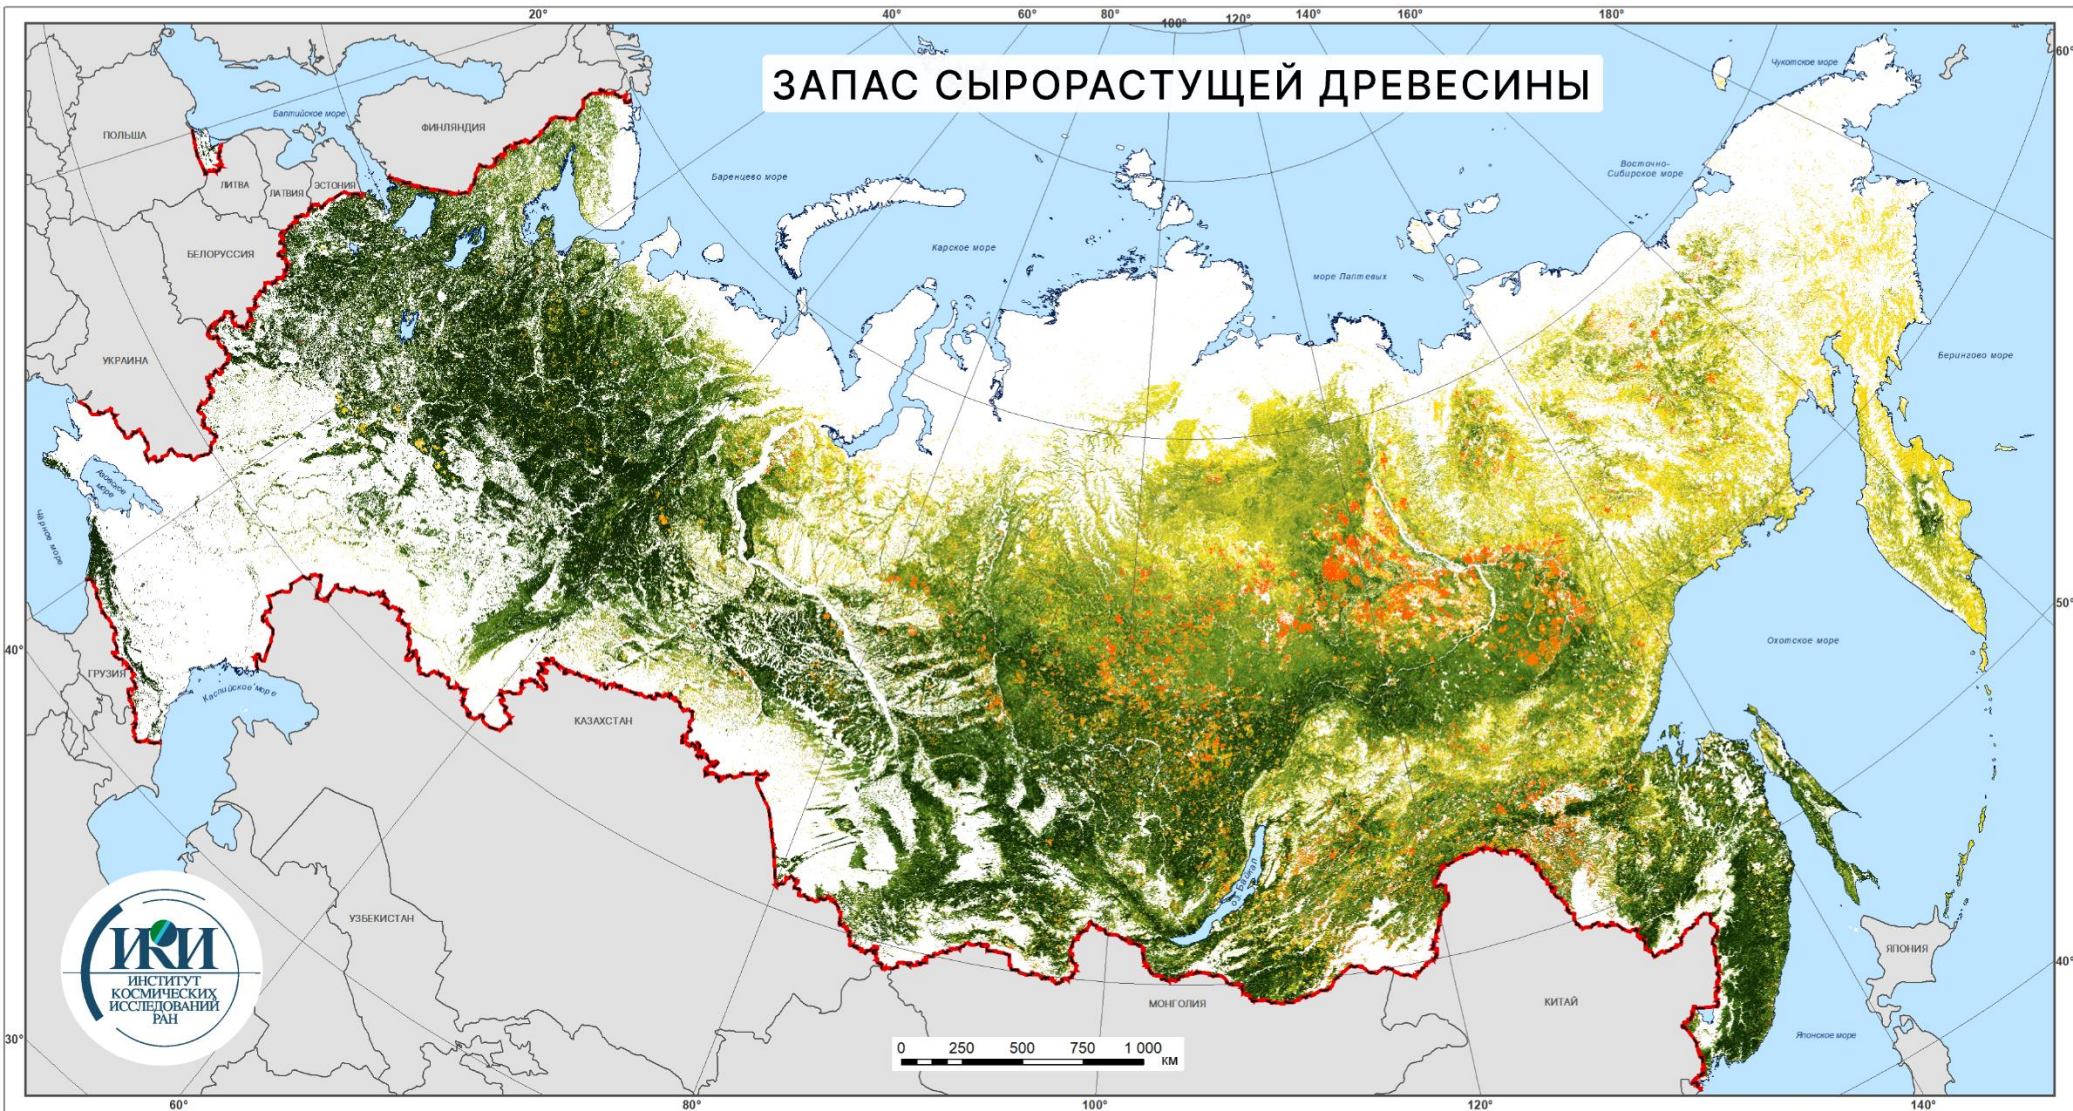 20°
40°
60°
80°
100°
120°
140°
160°
180°
60°
ЗАПАС СЫРОРАСТУЩЕЙ ДРЕВЕСИНЫ
Чукотское море
Балтийское море
ФИНЛЯНДИЯ
ПОЛЬША
Восточно-
Сибирское море
Баренцево море
ЛИТВА
ЛАТВИЯ
ЭСТОНИЯ
Карское море
БЕЛОРУССИЯ
море Лаптевых
УКРАИНА
Берингово море
Азовское
море
Чёрное море
50°
Охотское море
40°
ГРУЗИЯ
Каспийское море
КАЗАХСТАН
оз. Байкал
УЗБЕКИСТАН
ИКИ
ИНСТИТУТ
КОСМИЧЕСКИХ
ИССЛЕДОВАНИЙ
РАН
ЯПОНИЯ
40°
МОНГОЛИЯ
КИТАЙ
Японское море
30°
0 250 500 750 1 000
км
60°
80°
100°
120°
140°